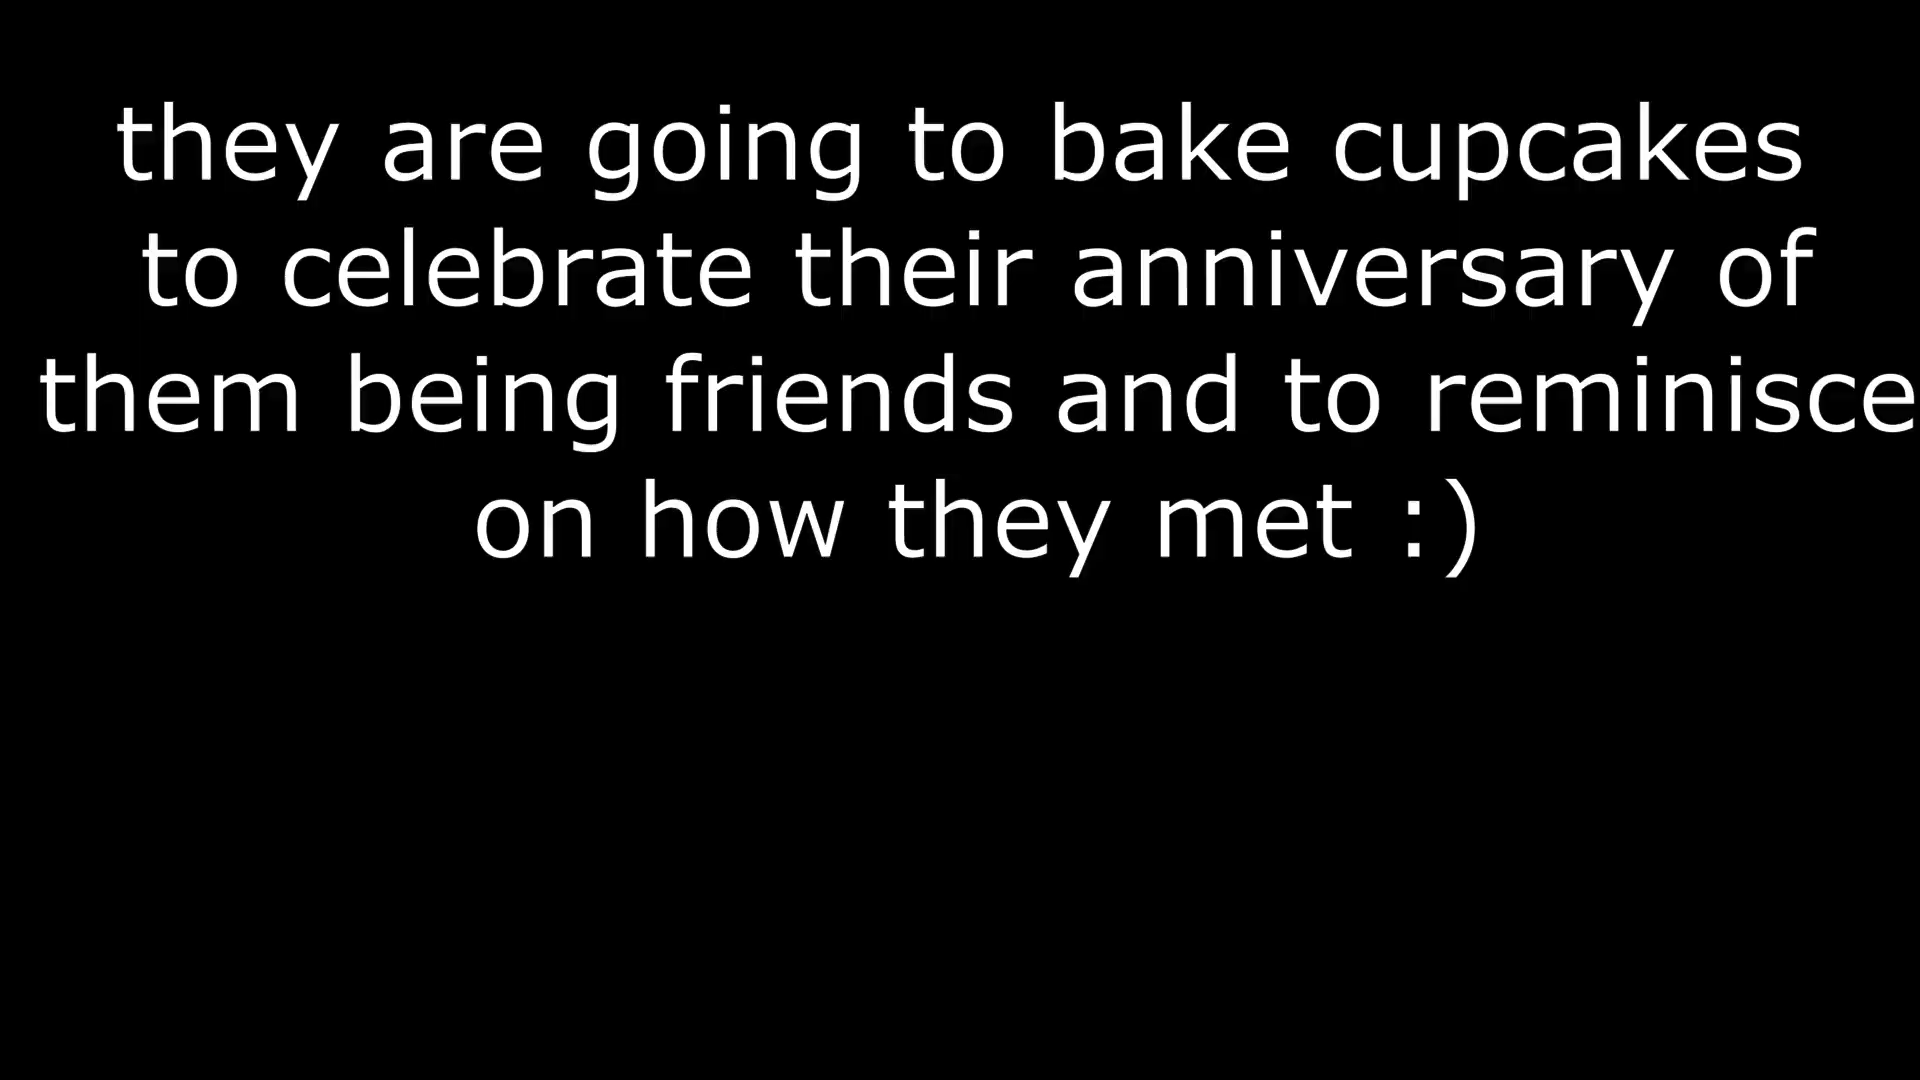 they are going to bake cupcakes
to celebrate their anniversary of
them being friends and to reminisce
on how they met :)